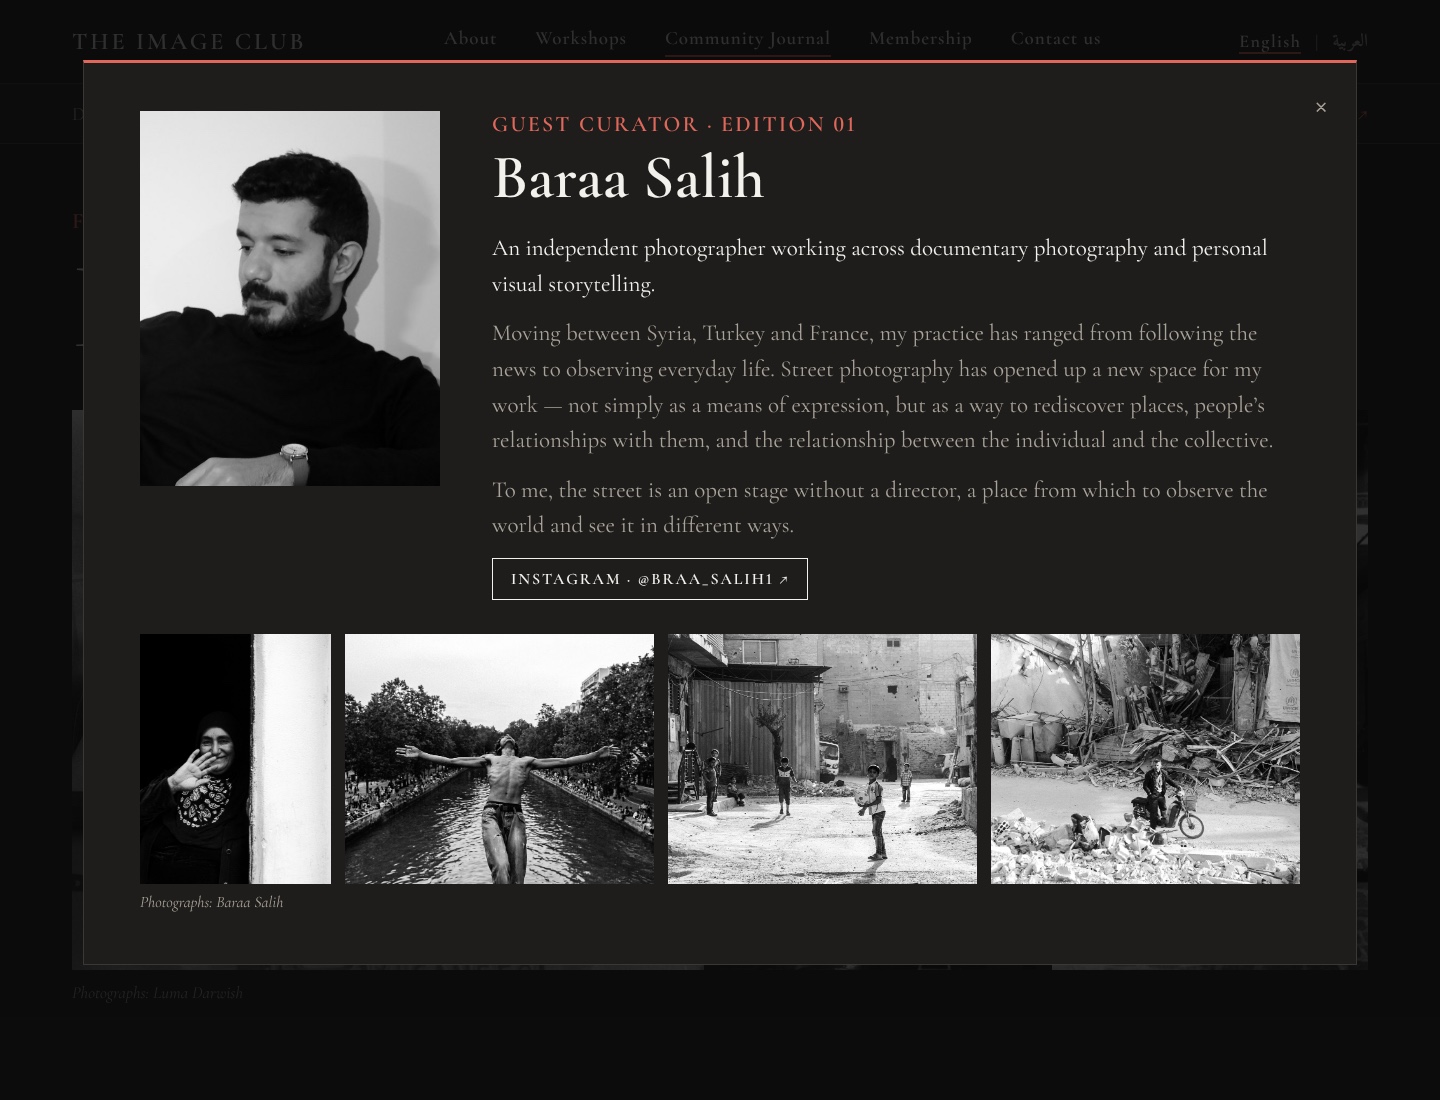 THE IMAGE CLUB
About Workshops Community Journal Membership Contact us
English | العربية
×
GUEST CURATOR · EDITION 01
Baraa Salih
An independent photographer working across documentary photography and personal
visual storytelling.
Moving between Syria, Turkey and France, my practice has ranged from following the
news to observing everyday life. Street photography has opened up a new space for my
work — not simply as a means of expression, but as a way to rediscover places, people’s
relationships with them, and the relationship between the individual and the collective.
To me, the street is an open stage without a director, a place from which to observe the
world and see it in different ways.
INSTAGRAM · @BRAA_SALIH1 ↗
Photographs: Baraa Salih
Photographs: Luma Darwish